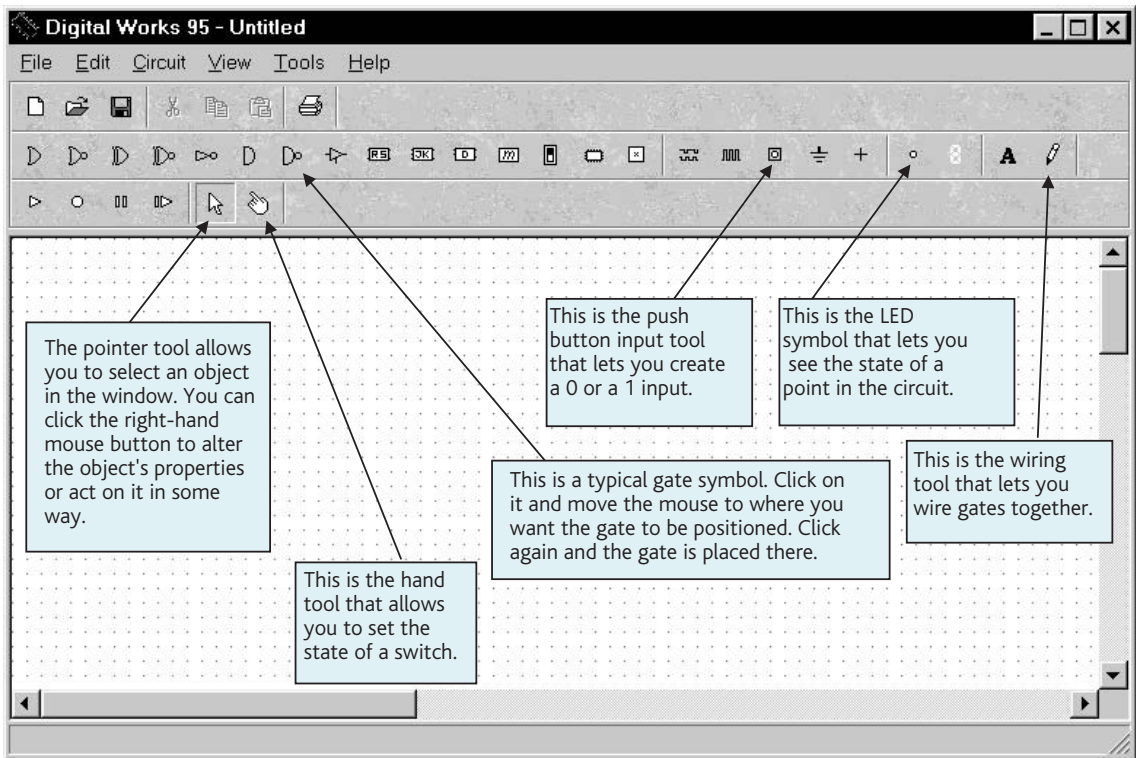 Digital Works 95 - Untitled
File Edit Circuit View Tools Help
RS JK D m
A
This is the push
button input tool
that lets you create
a 0 or a 1 input.
This is the LED
symbol that lets you
see the state of a
point in the circuit.
The pointer tool allows
you to select an object
in the window. You can
click the right-hand
mouse button to alter
the object's properties
or act on it in some
way.
This is the wiring
tool that lets you
wire gates together.
This is a typical gate symbol. Click on
it and move the mouse to where you
want the gate to be positioned. Click
again and the gate is placed there.
This is the hand
tool that allows
you to set the
state of a switch.